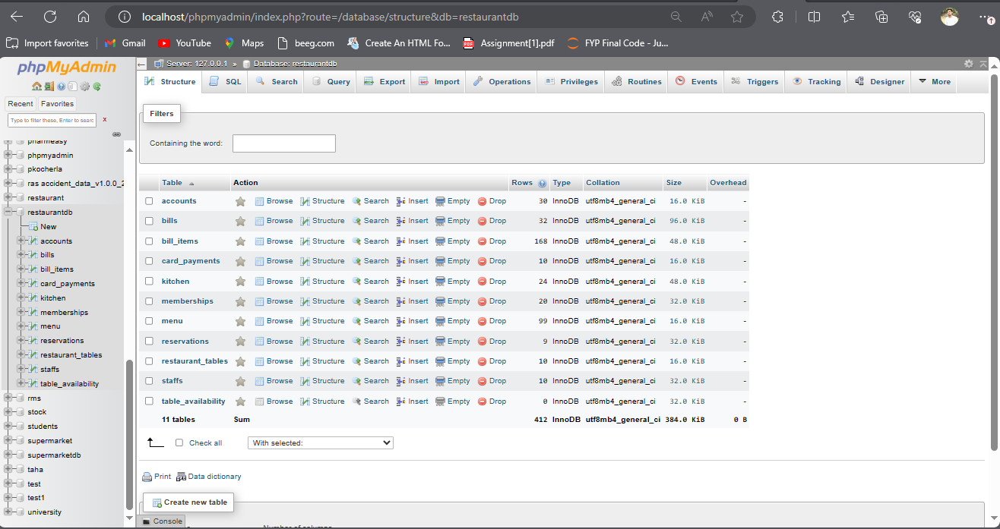 localhost/phpmyadmin/index.php?route=/database/structure&db=restaurantdb
Import favorites Gmail YouTube Maps beeg.com Create An HTML Fo... Assignment[1].pdf FYP Final Code - Ju...
phpMyAdmin
Recent Favorites
Type to filter these, Enter to searc x
pharmeasy
phpmyadmin
pkocherla
ras accident_data_v1.0.0_2
restaurant
restaurantdb
New
accounts
bills
bill_items
card_payments
kitchen
memberships
menu
reservations
restaurant_tables
staffs
table_availability
rms
stock
students
supermarket
supermarketdb
taha
test
test1
university
Server: 127.0.0.1 » Database: restaurantdb
Structure SQL Search Query Export Import Operations Privileges Routines Events Triggers Tracking Designer More
Filters
Containing the word:
Table Action Rows Type Collation Size Overhead
accounts Browse Structure Search Insert Empty Drop 30 InnoDB utf8mb4_general_ci 16.0 KiB -
bills Browse Structure Search Insert Empty Drop 32 InnoDB utf8mb4_general_ci 96.0 KiB -
bill_items Browse Structure Search Insert Empty Drop 168 InnoDB utf8mb4_general_ci 48.0 KiB -
card_payments Browse Structure Search Insert Empty Drop 10 InnoDB utf8mb4_general_ci 16.0 KiB -
kitchen Browse Structure Search Insert Empty Drop 24 InnoDB utf8mb4_general_ci 48.0 KiB -
memberships Browse Structure Search Insert Empty Drop 20 InnoDB utf8mb4_general_ci 32.0 KiB -
menu Browse Structure Search Insert Empty Drop 99 InnoDB utf8mb4_general_ci 16.0 KiB -
reservations Browse Structure Search Insert Empty Drop 9 InnoDB utf8mb4_general_ci 32.0 KiB -
restaurant_tables Browse Structure Search Insert Empty Drop 10 InnoDB utf8mb4_general_ci 16.0 KiB -
staffs Browse Structure Search Insert Empty Drop 10 InnoDB utf8mb4_general_ci 32.0 KiB -
table_availability Browse Structure Search Insert Empty Drop 0 InnoDB utf8mb4_general_ci 32.0 KiB -
11 tables Sum 412 InnoDB utf8mb4_general_ci 384.0 KiB 0 B
Check all With selected:
Print Data dictionary
Create new table
Console
Number of columns